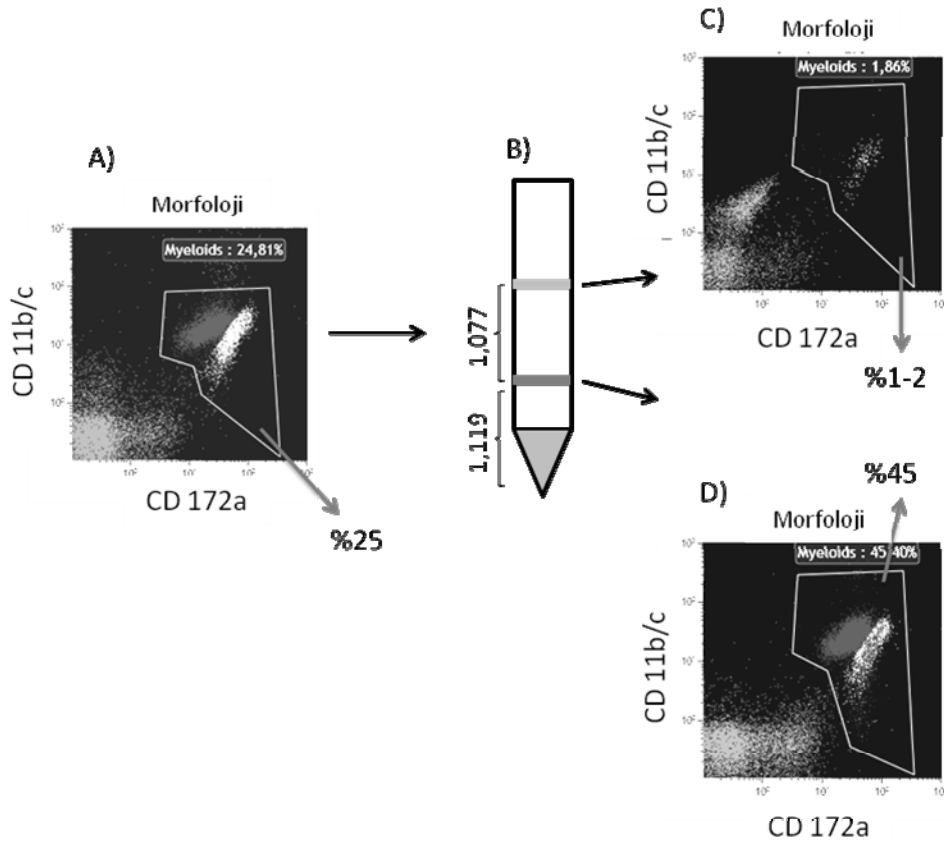 A)
Morfoloji
Myeloids : 24,81%
CD 11b/c
CD 172a
%25
B)
1,077
1,119
C)
Morfoloji
Myeloids : 1,86%
CD 11b/c
CD 172a
%1-2
%45
D)
Morfoloji
Myeloids : 45,40%
CD 11b/c
CD 172a